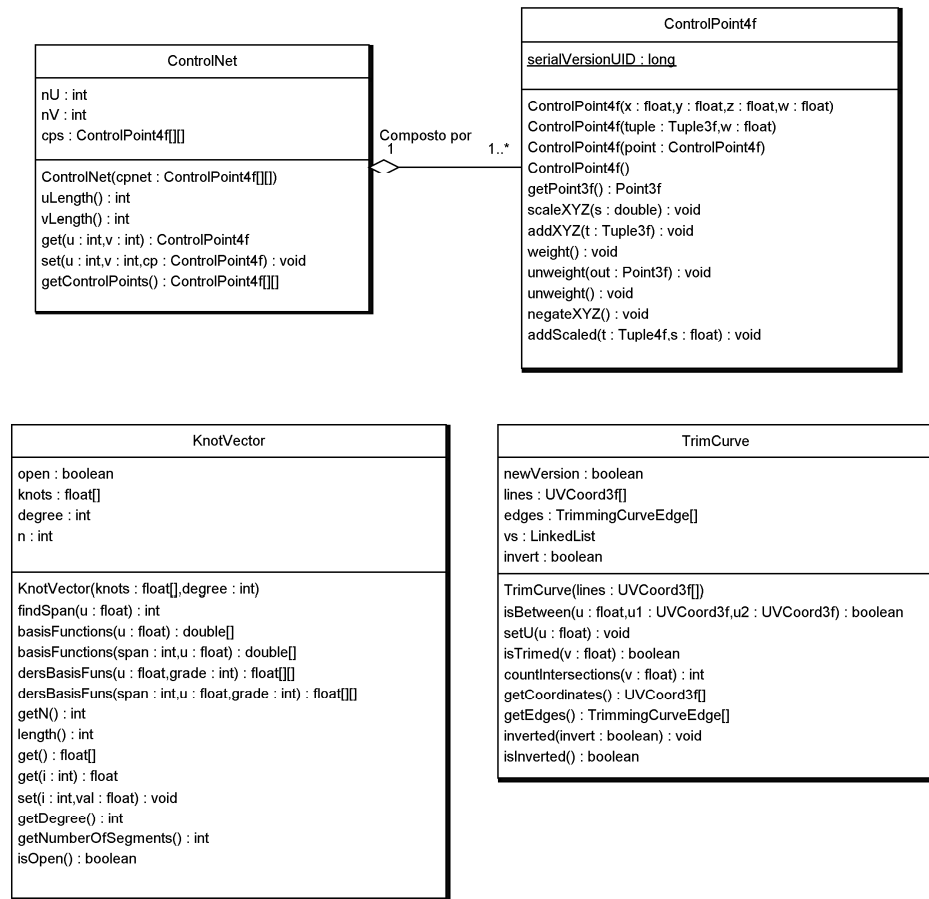 ControlNet
nU : int
nV : int
cps : ControlPoint4f[][]
ControlNet(cpnet : ControlPoint4f[][])
uLength() : int
vLength() : int
get(u : int,v : int) : ControlPoint4f
set(u : int,v : int,cp : ControlPoint4f) : void
getControlPoints() : ControlPoint4f[][]
Composto por
1
1..*
ControlPoint4f
serialVersionUID : long
ControlPoint4f(x : float,y : float,z : float,w : float)
ControlPoint4f(tuple : Tuple3f,w : float)
ControlPoint4f(point : ControlPoint4f)
ControlPoint4f()
getPoint3f() : Point3f
scaleXYZ(s : double) : void
addXYZ(t : Tuple3f) : void
weight() : void
unweight(out : Point3f) : void
unweight() : void
negateXYZ() : void
addScaled(t : Tuple4f,s : float) : void
KnotVector
open : boolean
knots : float[]
degree : int
n : int
KnotVector(knots : float[],degree : int)
findSpan(u : float) : int
basisFunctions(u : float) : double[]
basisFunctions(span : int,u : float) : double[]
dersBasisFuns(u : float,grade : int) : float[][]
dersBasisFuns(span : int,u : float,grade : int) : float[][]
getN() : int
length() : int
get() : float[]
get(i : int) : float
set(i : int,val : float) : void
getDegree() : int
getNumberOfSegments() : int
isOpen() : boolean
TrimCurve
newVersion : boolean
lines : UVCoord3f[]
edges : TrimmingCurveEdge[]
vs : LinkedList
invert : boolean
TrimCurve(lines : UVCoord3f[])
isBetween(u : float,u1 : UVCoord3f,u2 : UVCoord3f) : boolean
setU(u : float) : void
isTrimed(v : float) : boolean
countIntersections(v : float) : int
getCoordinates() : UVCoord3f[]
getEdges() : TrimmingCurveEdge[]
inverted(invert : boolean) : void
isInverted() : boolean